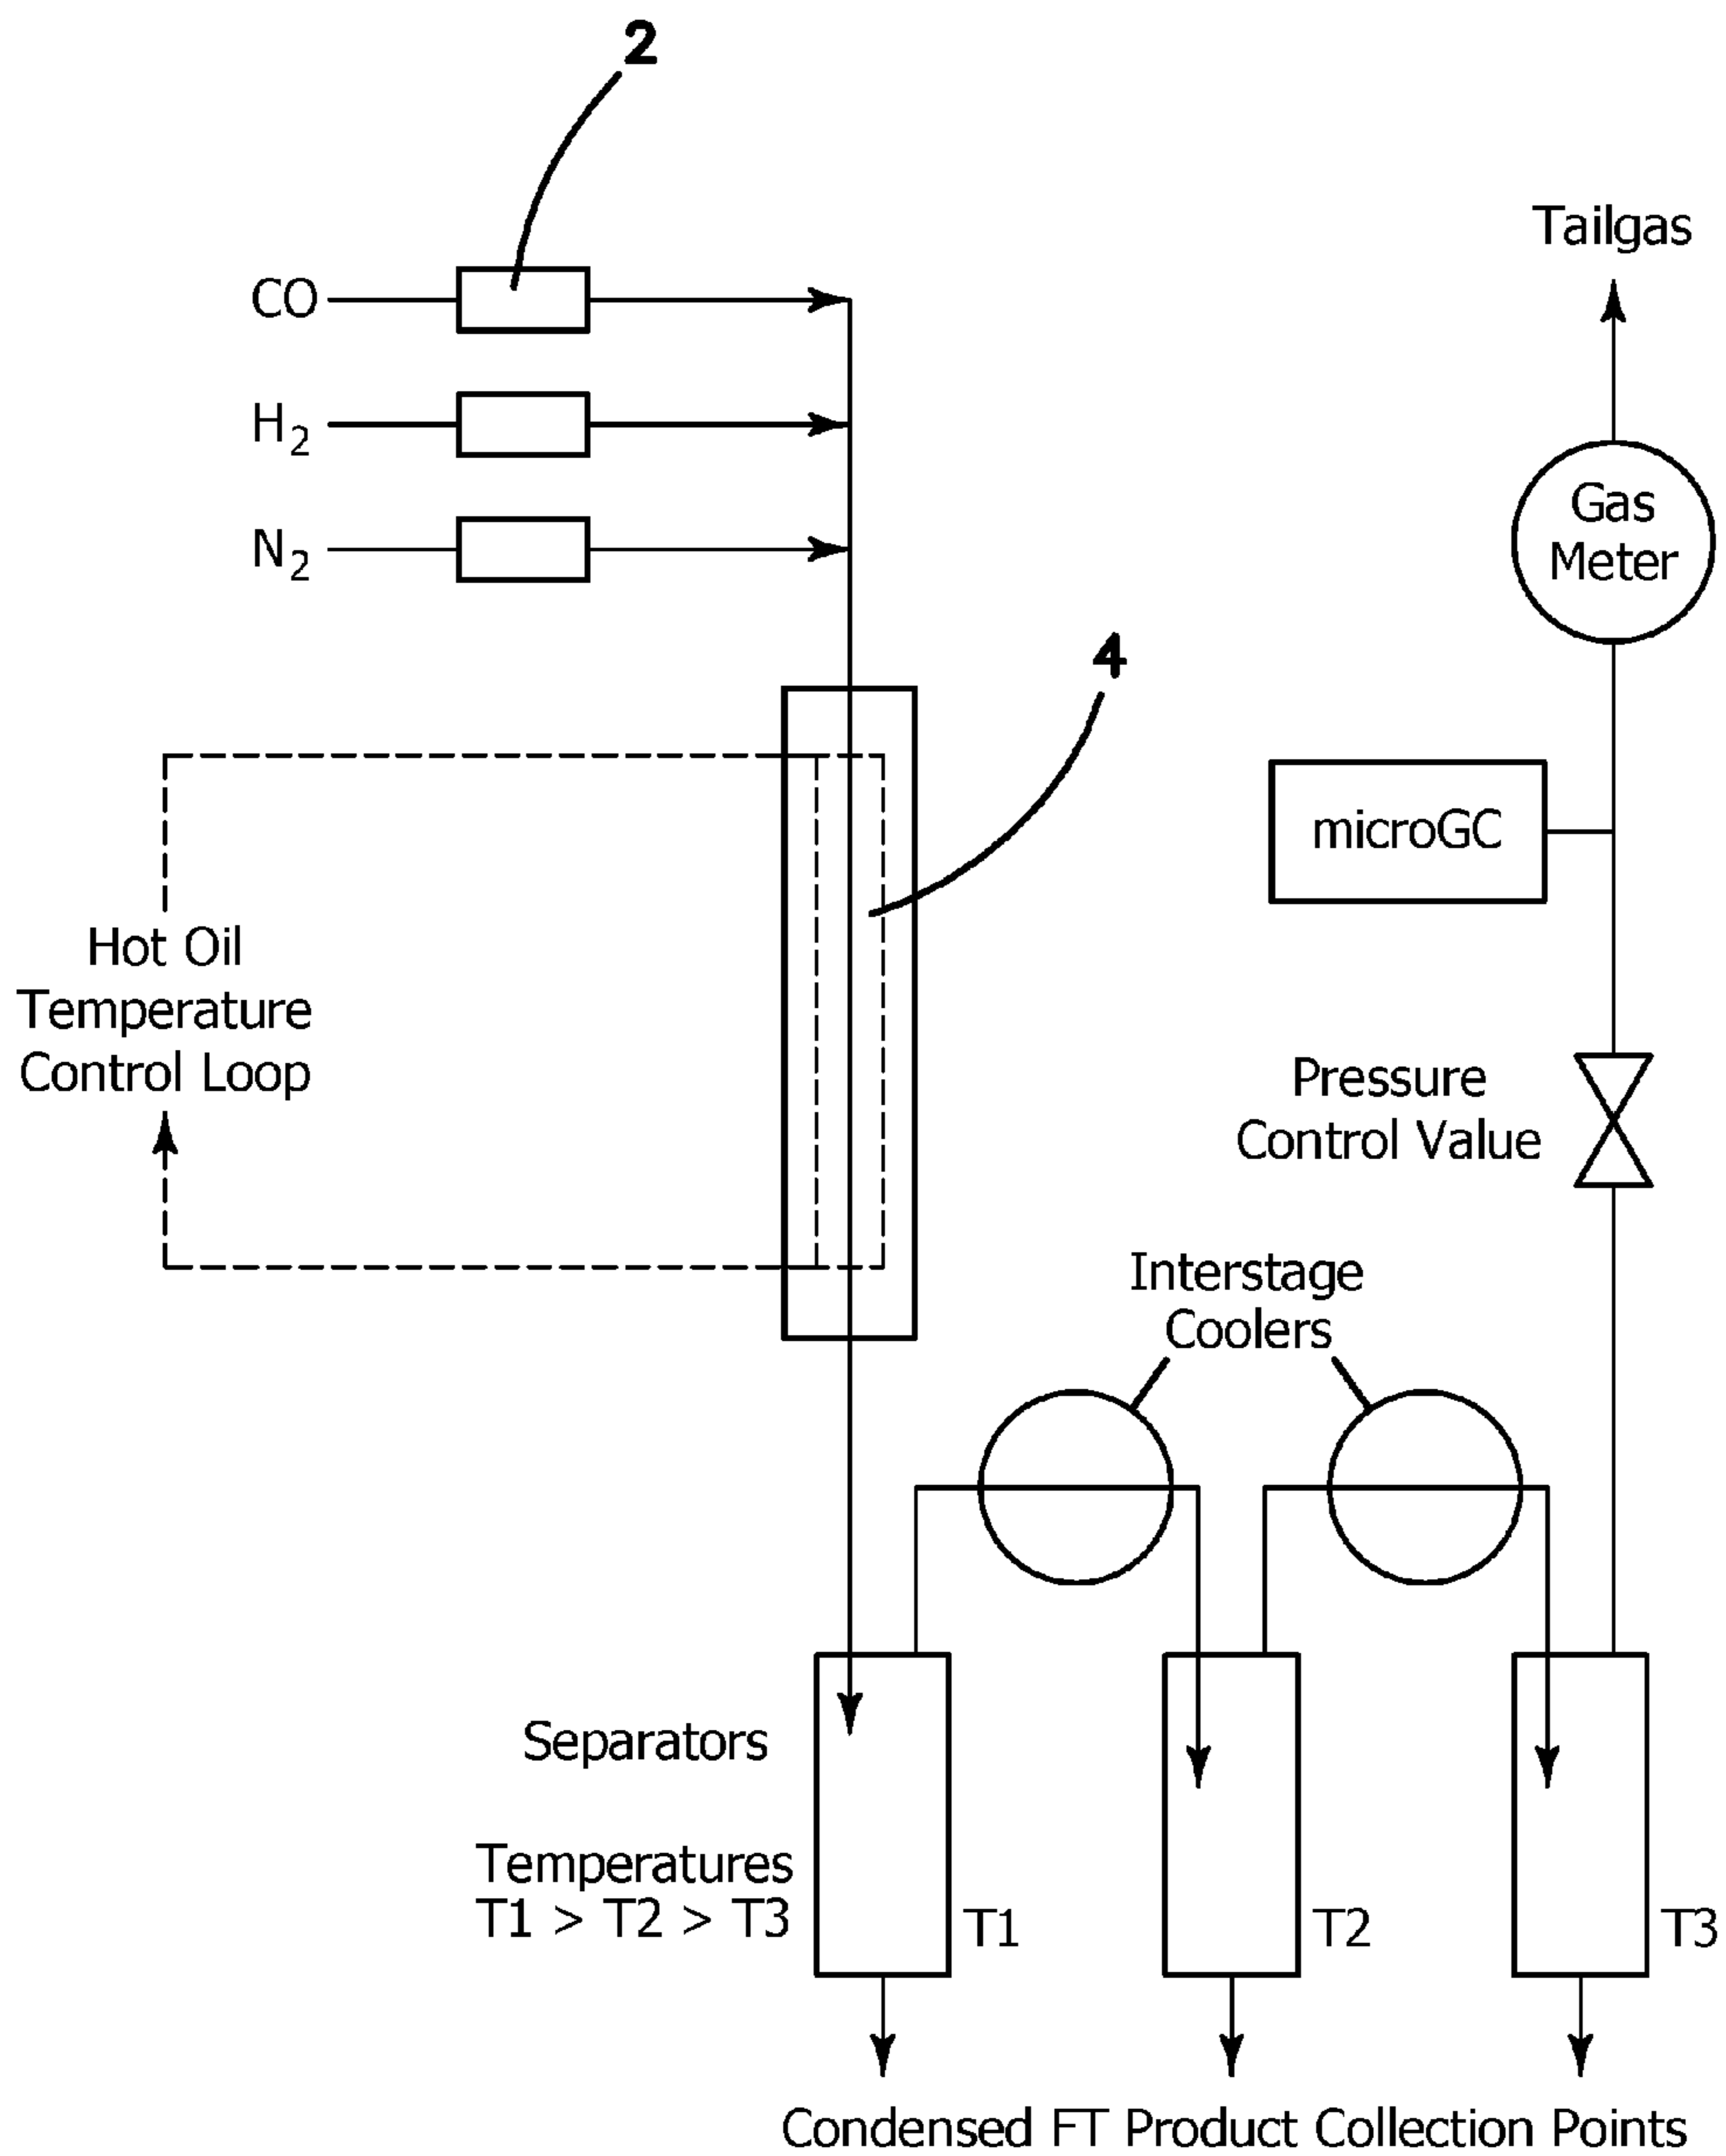 2
Tailgas
CO
H2
N2
Gas
Meter
4
microGC
Hot Oil
Temperature
Control Loop
Pressure
Control Value
Interstage
Coolers
Separators
Temperatures
T1 > T2 > T3
T1
T2
T3
Condensed FT Product Collection Points